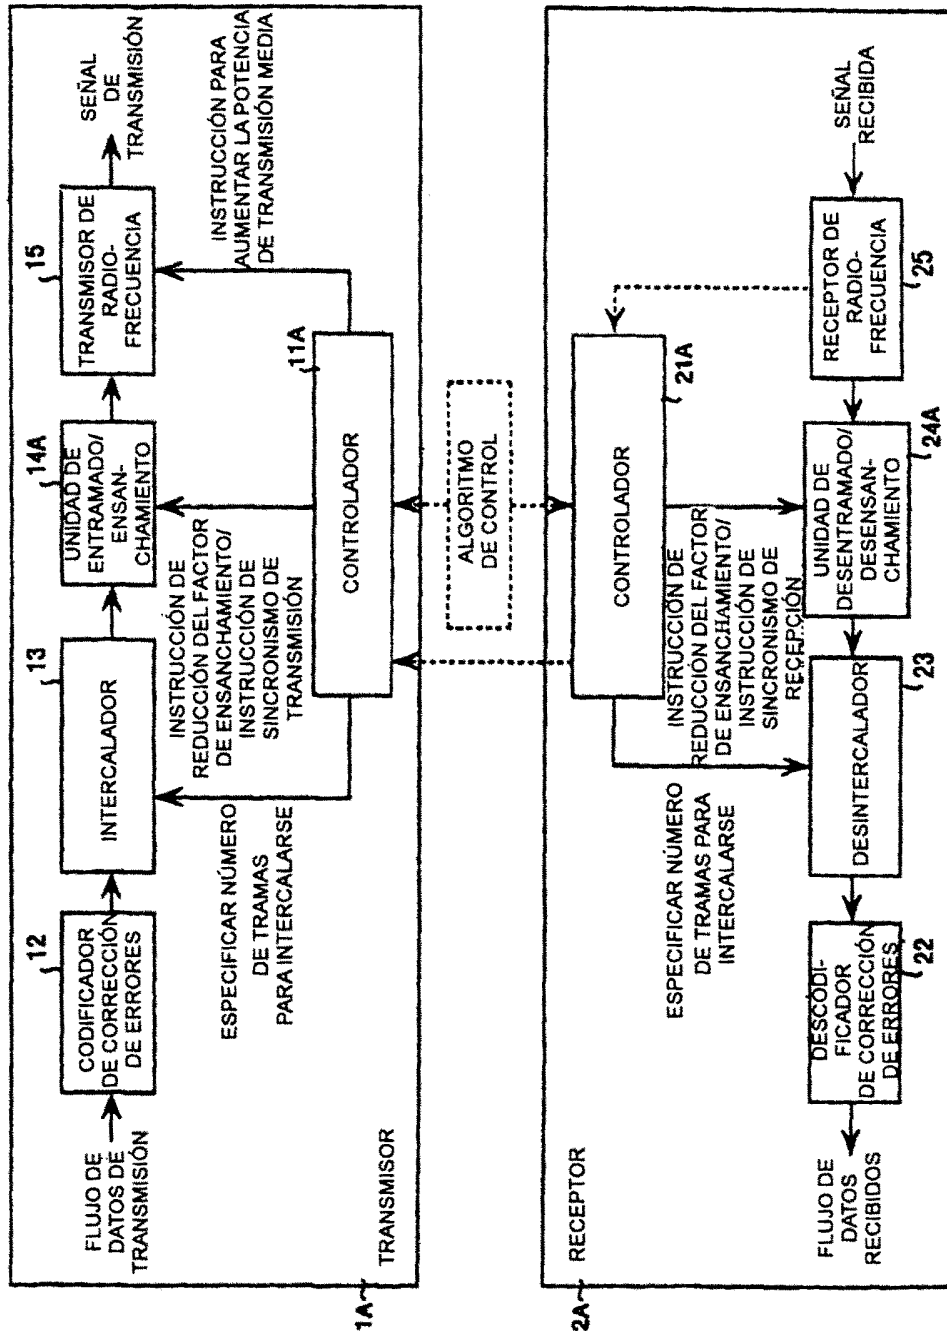 FLUJO DE
DATOS DE
TRANSMISIÓN
12
CODIFICADOR
DE CORRECCIÓN
DE ERRORES
13
INTERCALADOR
14A
UNIDAD DE
ENTRAMADO/
ENSAN-
CHAMIENTO
15
TRANSMISOR DE
RADIO-
FRECUENCIA
SEÑAL
DE
TRANSMISIÓN
ESPECIFICAR NÚMERO
DE TRAMAS
PARA INTERCALARSE
INSTRUCCIÓN DE
REDUCCIÓN DEL FACTOR
DE ENSANCHAMIENTO/
INSTRUCCIÓN DE
SINCRONISMO DE
TRANSMISIÓN
INSTRUCCIÓN PARA
AUMENTAR LA POTENCIA
DE TRANSMISIÓN MEDIA
11A
CONTROLADOR
TRANSMISOR
1A
ALGORITMO
DE CONTROL
2A
RECEPTOR
CONTROLADOR
21A
ESPECIFICAR NÚMERO
DE TRAMAS PARA
INTERCALARSE
INSTRUCCIÓN DE
REDUCCIÓN DEL FACTOR
DE ENSANCHAMIENTO/
INSTRUCCIÓN DE
SINCRONISMO DE
RECEPCIÓN
SEÑAL
RECIBIDA
FLUJO DE
DATOS
RECIBIDOS
DESCODI-
FICADOR
DE CORRECCIÓN
DE ERRORES
22
DESINTERCALADOR
23
UNIDAD DE
DESENTRAMADO/
DESENSAN-
CHAMIENTO
24A
RECEPTOR DE
RADIO-
FRECUENCIA
25